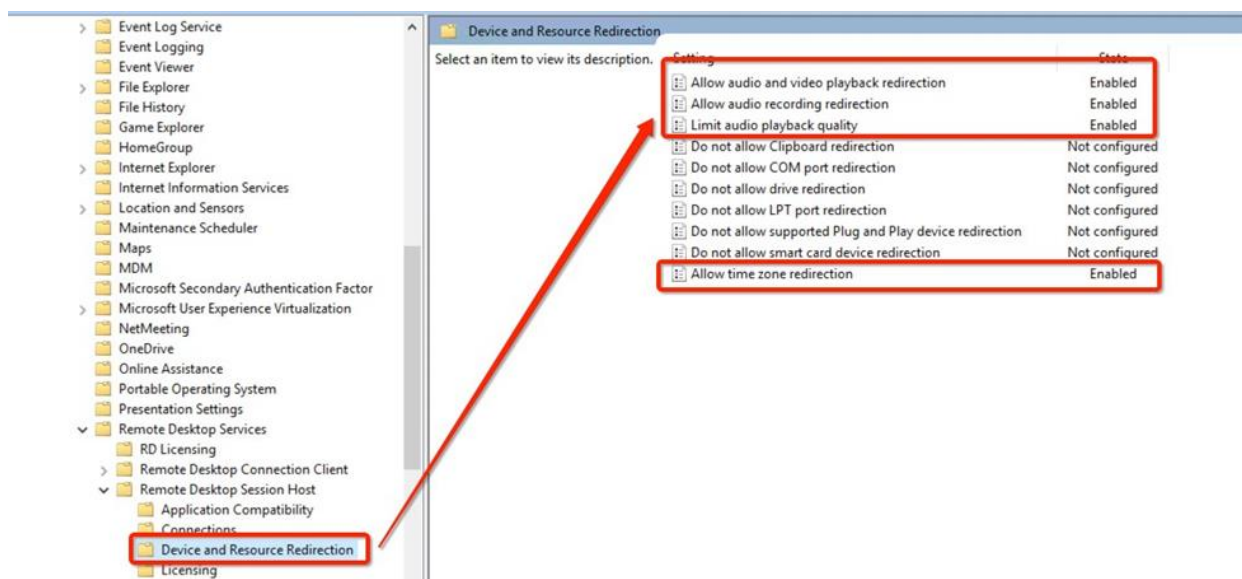 Event Log Service
Event Logging
Event Viewer
File Explorer
File History
Game Explorer
HomeGroup
Internet Explorer
Internet Information Services
Location and Sensors
Maintenance Scheduler
Maps
MDM
Microsoft Secondary Authentication Factor
Microsoft User Experience Virtualization
NetMeeting
OneDrive
Online Assistance
Portable Operating System
Presentation Settings
Remote Desktop Services
RD Licensing
Remote Desktop Connection Client
Remote Desktop Session Host
Application Compatibility
Connections
Device and Resource Redirection
Licensing
Device and Resource Redirection
Select an item to view its description.
Setting State
Allow audio and video playback redirection Enabled
Allow audio recording redirection Enabled
Limit audio playback quality Enabled
Do not allow Clipboard redirection Not configured
Do not allow COM port redirection Not configured
Do not allow drive redirection Not configured
Do not allow LPT port redirection Not configured
Do not allow supported Plug and Play device redirection Not configured
Do not allow smart card device redirection Not configured
Allow time zone redirection Enabled